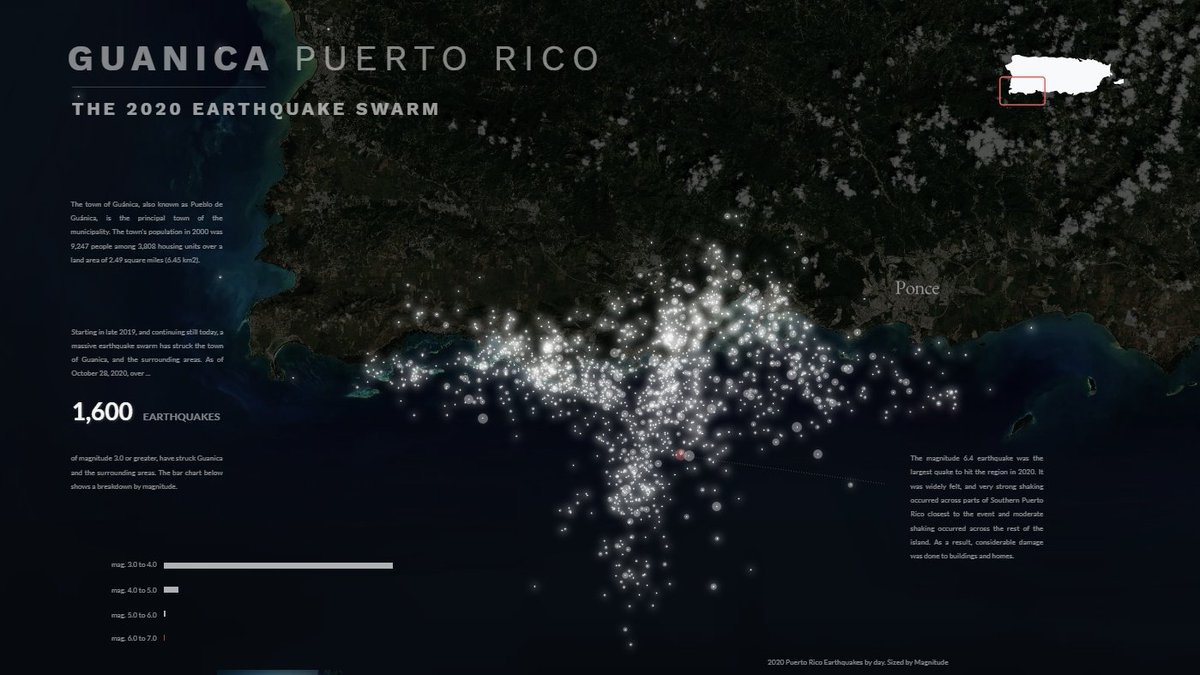 GUANICA PUERTO RICO
THE 2020 EARTHQUAKE SWARM
The town of Guánica, also known as Pueblo de
Guánica, is the principal town of the
municipality. The town's population in 2000 was
9,247 people among 3,808 housing units over a
land area of 2.49 square miles (6.45 km2).
Starting in late 2019, and continuing still today, a
massive earthquake swarm has struck the town
of Guanica, and the surrounding areas. As of
October 28, 2020, over ...
1,600 EARTHQUAKES
of magnitude 3.0 or greater, have struck Guanica
and the surrounding areas. The bar chart below
shows a breakdown by magnitude.
mag. 3.0 to 4.0
mag. 4.0 to 5.0
mag. 5.0 to 6.0
mag. 6.0 to 7.0
Ponce
The magnitude 6.4 earthquake was the
largest quake to hit the region in 2020. It
was widely felt, and very strong shaking
occurred across parts of Southern Puerto
Rico closest to the event and moderate
shaking occurred across the rest of the
island. As a result, considerable damage
was done to buildings and homes.
2020 Puerto Rico Earthquakes by day. Sized by Magnitude